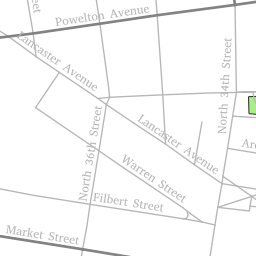 Powelton Avenue
Lancaster Avenue
North 34th Street
Lancaster Avenue
North 36th Street
Warren Street
Filbert Street
Market Street